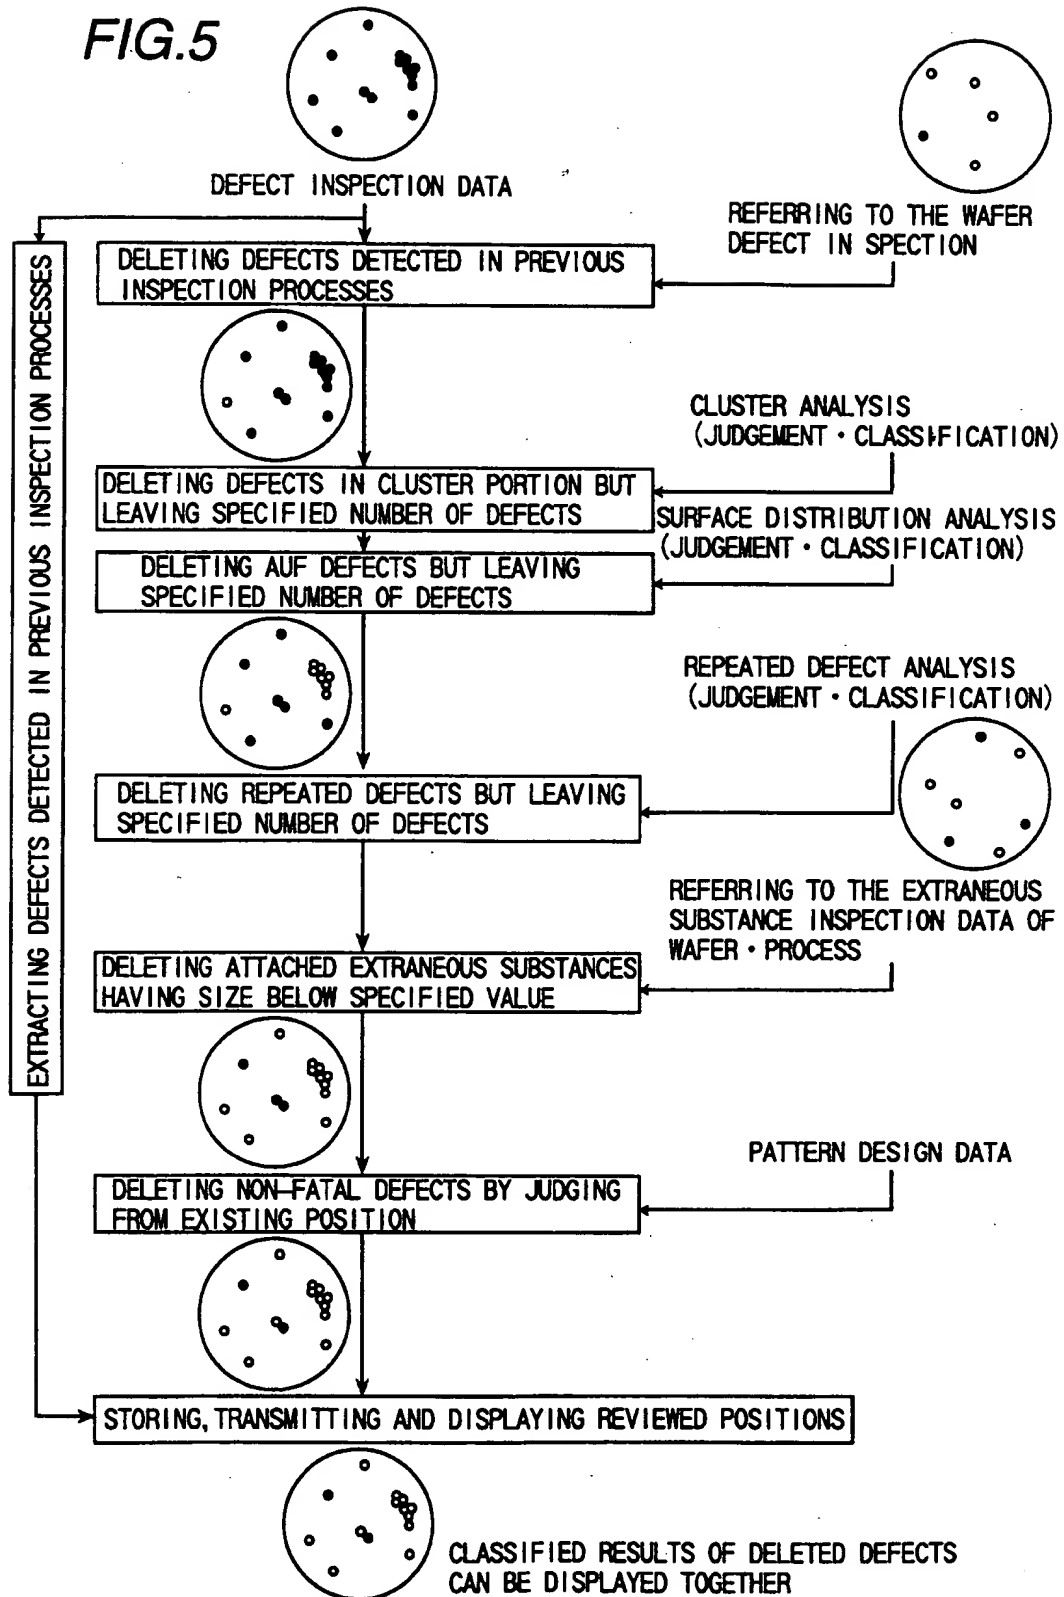 FIG.5
DEFECT INSPECTION DATA
REFERRING TO THE WAFER
DEFECT IN SPECTION
DELETING DEFECTS DETECTED IN PREVIOUS
INSPECTION PROCESSES
EXTRACTING DEFECTS DETECTED IN PREVIOUS INSPECTION PROCESSES
CLUSTER ANALYSIS
(JUDGEMENT・CLASSIFICATION)
DELETING DEFECTS IN CLUSTER PORTION BUT
LEAVING SPECIFIED NUMBER OF DEFECTS
SURFACE DISTRIBUTION ANALYSIS
(JUDGEMENT・CLASSIFICATION)
DELETING AUF DEFECTS BUT LEAVING
SPECIFIED NUMBER OF DEFECTS
REPEATED DEFECT ANALYSIS
(JUDGEMENT・CLASSIFICATION)
DELETING REPEATED DEFECTS BUT LEAVING
SPECIFIED NUMBER OF DEFECTS
REFERRING TO THE EXTRANEOUS
SUBSTANCE INSPECTION DATA OF
WAFER・PROCESS
DELETING ATTACHED EXTRANEOUS SUBSTANCES
HAVING SIZE BELOW SPECIFIED VALUE
PATTERN DESIGN DATA
DELETING NON-FATAL DEFECTS BY JUDGING
FROM EXISTING POSITION
STORING, TRANSMITTING AND DISPLAYING REVIEWED POSITIONS
CLASSIFIED RESULTS OF DELETED DEFECTS
CAN BE DISPLAYED TOGETHER